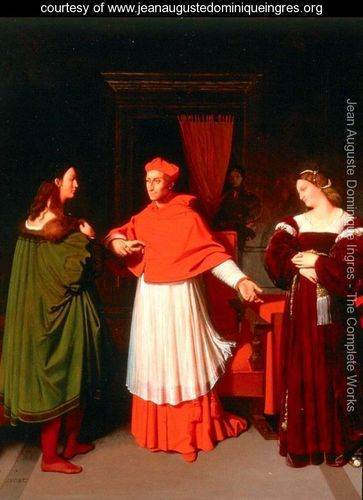 courtesy of www.jeanaugustedominiqueingres.org
Jean Auguste Dominique Ingres - The Complete Works